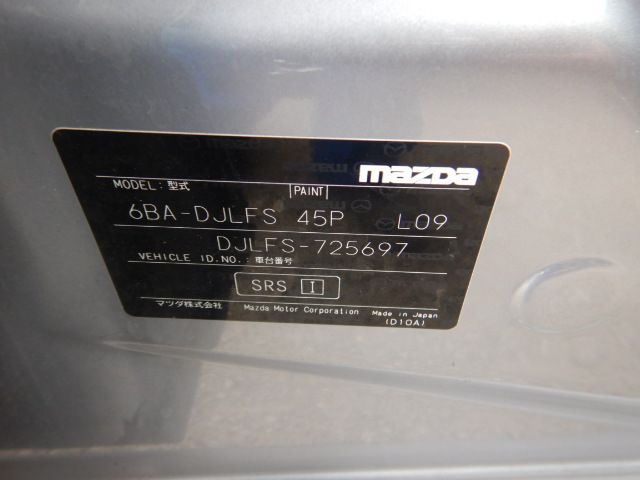 mazda
MODEL:型式 PAINT
6BA-DJLFS 45P L09
DJLFS-725697
VEHICLE ID.NO.:車台番号
SRS I
マツダ株式会社 Mazda Motor Corporation Made in Japan
(D10A)